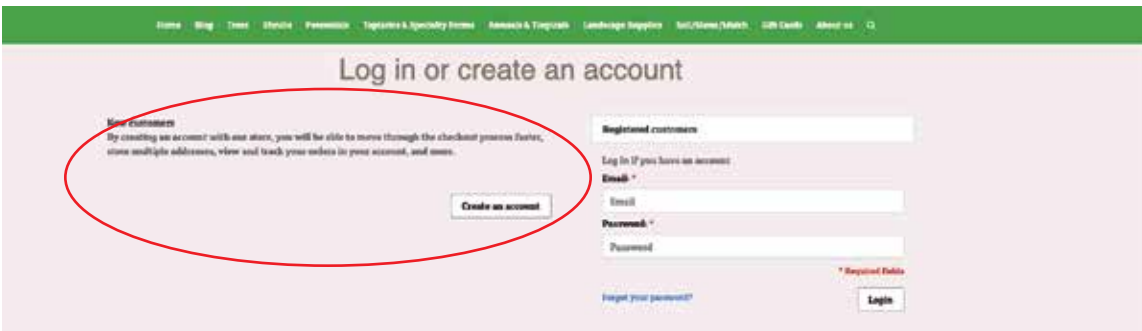 Home Blog Trees Shrubs Perennials Topiaries & Specialty Forms Annuals & Tropicals Landscape Supplies Soil/Stone/Mulch Gift Cards About us
Log in or create an account
New customers
By creating an account with our store, you will be able to move through the checkout process faster,
store multiple addresses, view and track your orders in your account, and more.
Create an account
Registered customers
Log in if you have an account
Email: *
Email
Password: *
Password
* Required fields
Forgot your password?
Login